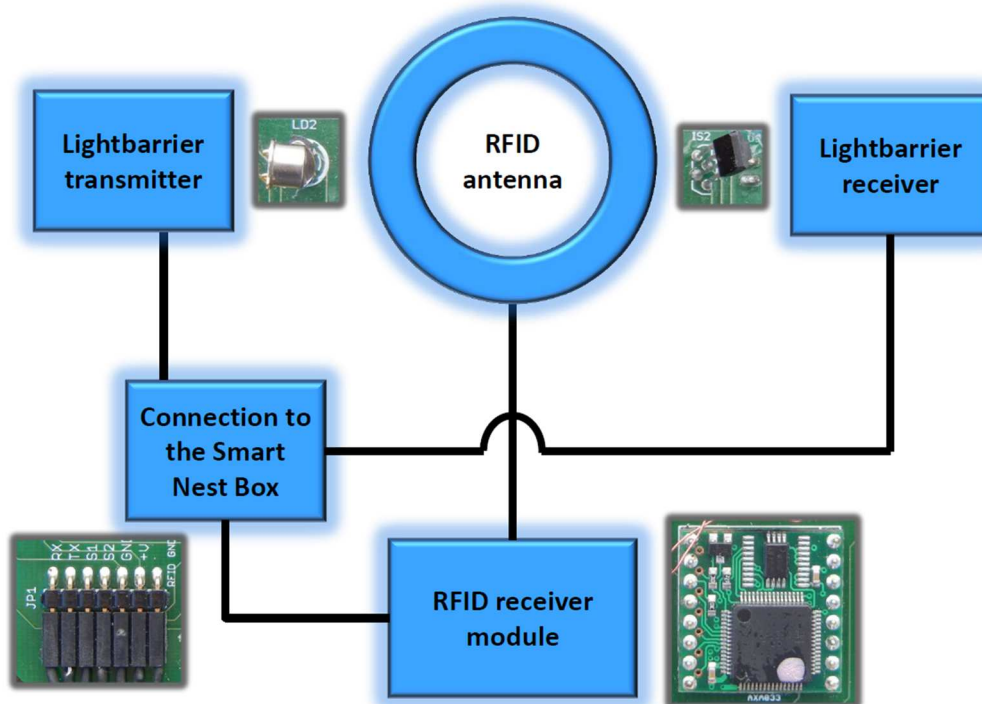 Lightbarrier
transmitter
LD2
RFID
antenna
IS2
Lightbarrier
receiver
Connection to
the Smart
Nest Box
RX
TX
S1
S2
GND
+U
RFID GND
JP1
RFID receiver
module
AXA033